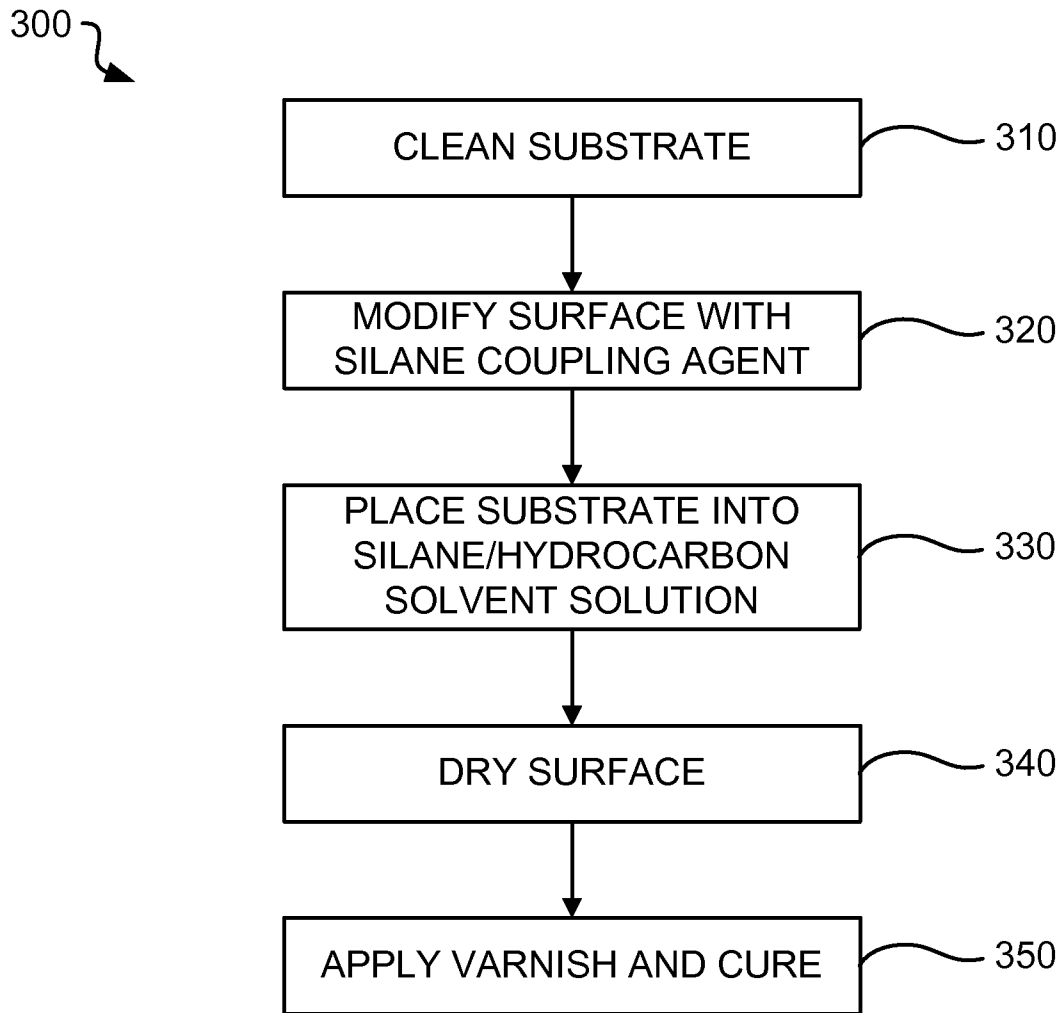 300
CLEAN SUBSTRATE
310
MODIFY SURFACE WITH
SILANE COUPLING AGENT
320
PLACE SUBSTRATE INTO
SILANE/HYDROCARBON
SOLVENT SOLUTION
330
DRY SURFACE
340
APPLY VARNISH AND CURE
350